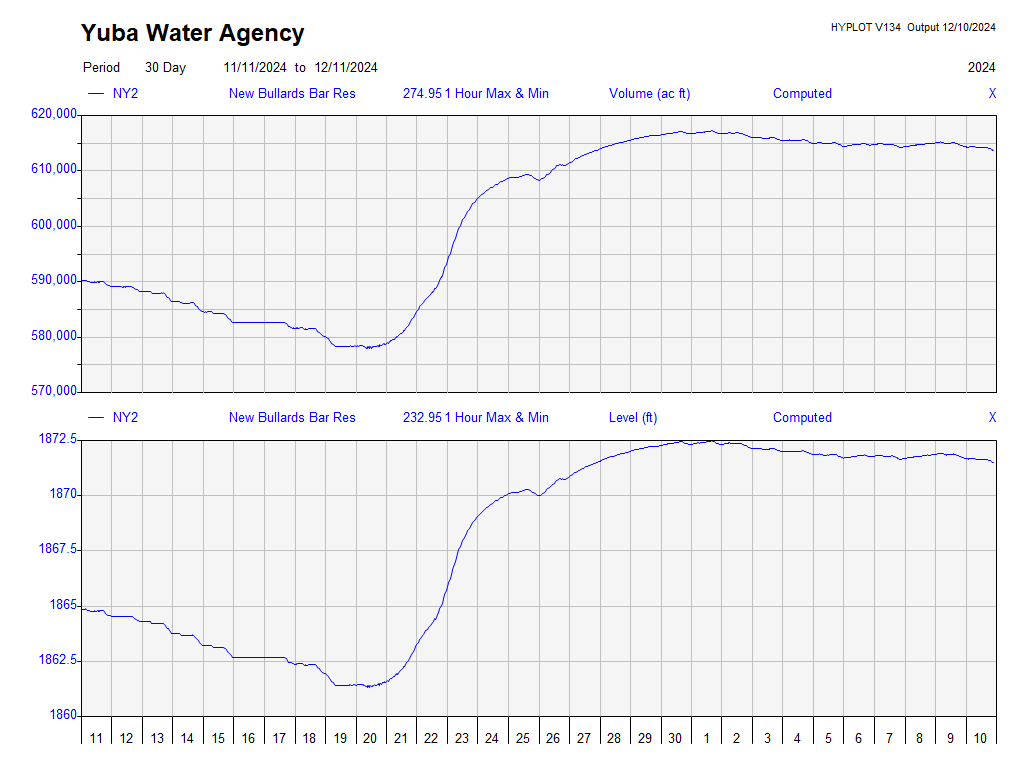 Yuba Water Agency
HYPLOT V134 Output 12/10/2024
Period 30 Day 11/11/2024 to 12/11/2024 2024
NY2 New Bullards Bar Res 274.95 1 Hour Max & Min Volume (ac ft) Computed X
620,000
610,000
600,000
590,000
580,000
570,000
NY2 New Bullards Bar Res 232.95 1 Hour Max & Min Level (ft) Computed X
1872.5
1870
1867.5
1865
1862.5
1860
11 12 13 14 15 16 17 18 19 20 21 22 23 24 25 26 27 28 29 30 1 2 3 4 5 6 7 8 9 10